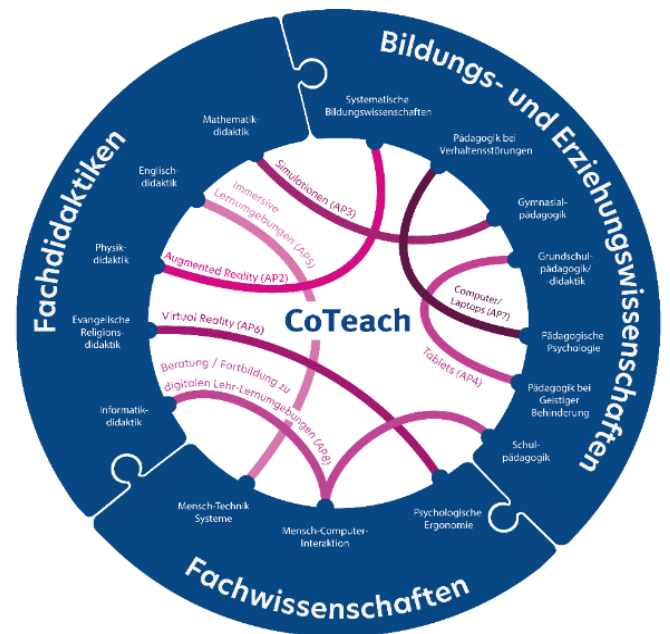 Bildungs- und Erziehungswissenschaften
Fachdidaktiken
Fachwissenschaften
Systematische
Bildungswissenschaften
Pädagogik bei
Verhaltensstörungen
Gymnasial-
pädagogik
Grundschul-
pädagogik/
-didaktik
Pädagogische
Psychologie
Pädagogik bei
Geistiger
Behinderung
Schul-
pädagogik
Psychologische
Ergonomie
Mensch-Computer-
Interaktion
Mensch-Technik
Systeme
Informatik-
didaktik
Evangelische
Religions-
didaktik
Physik-
didaktik
Englisch-
didaktik
Mathematik-
didaktik
Simulationen (AP3)
Immersive
Lernumgebungen (AP5)
Augmented Reality (AP2)
Virtual Reality (AP6)
Beratung / Fortbildung zu
digitalen Lehr-Lernumgebungen (AP8)
CoTeach
Computer/
Laptops (AP7)
Tablets (AP4)